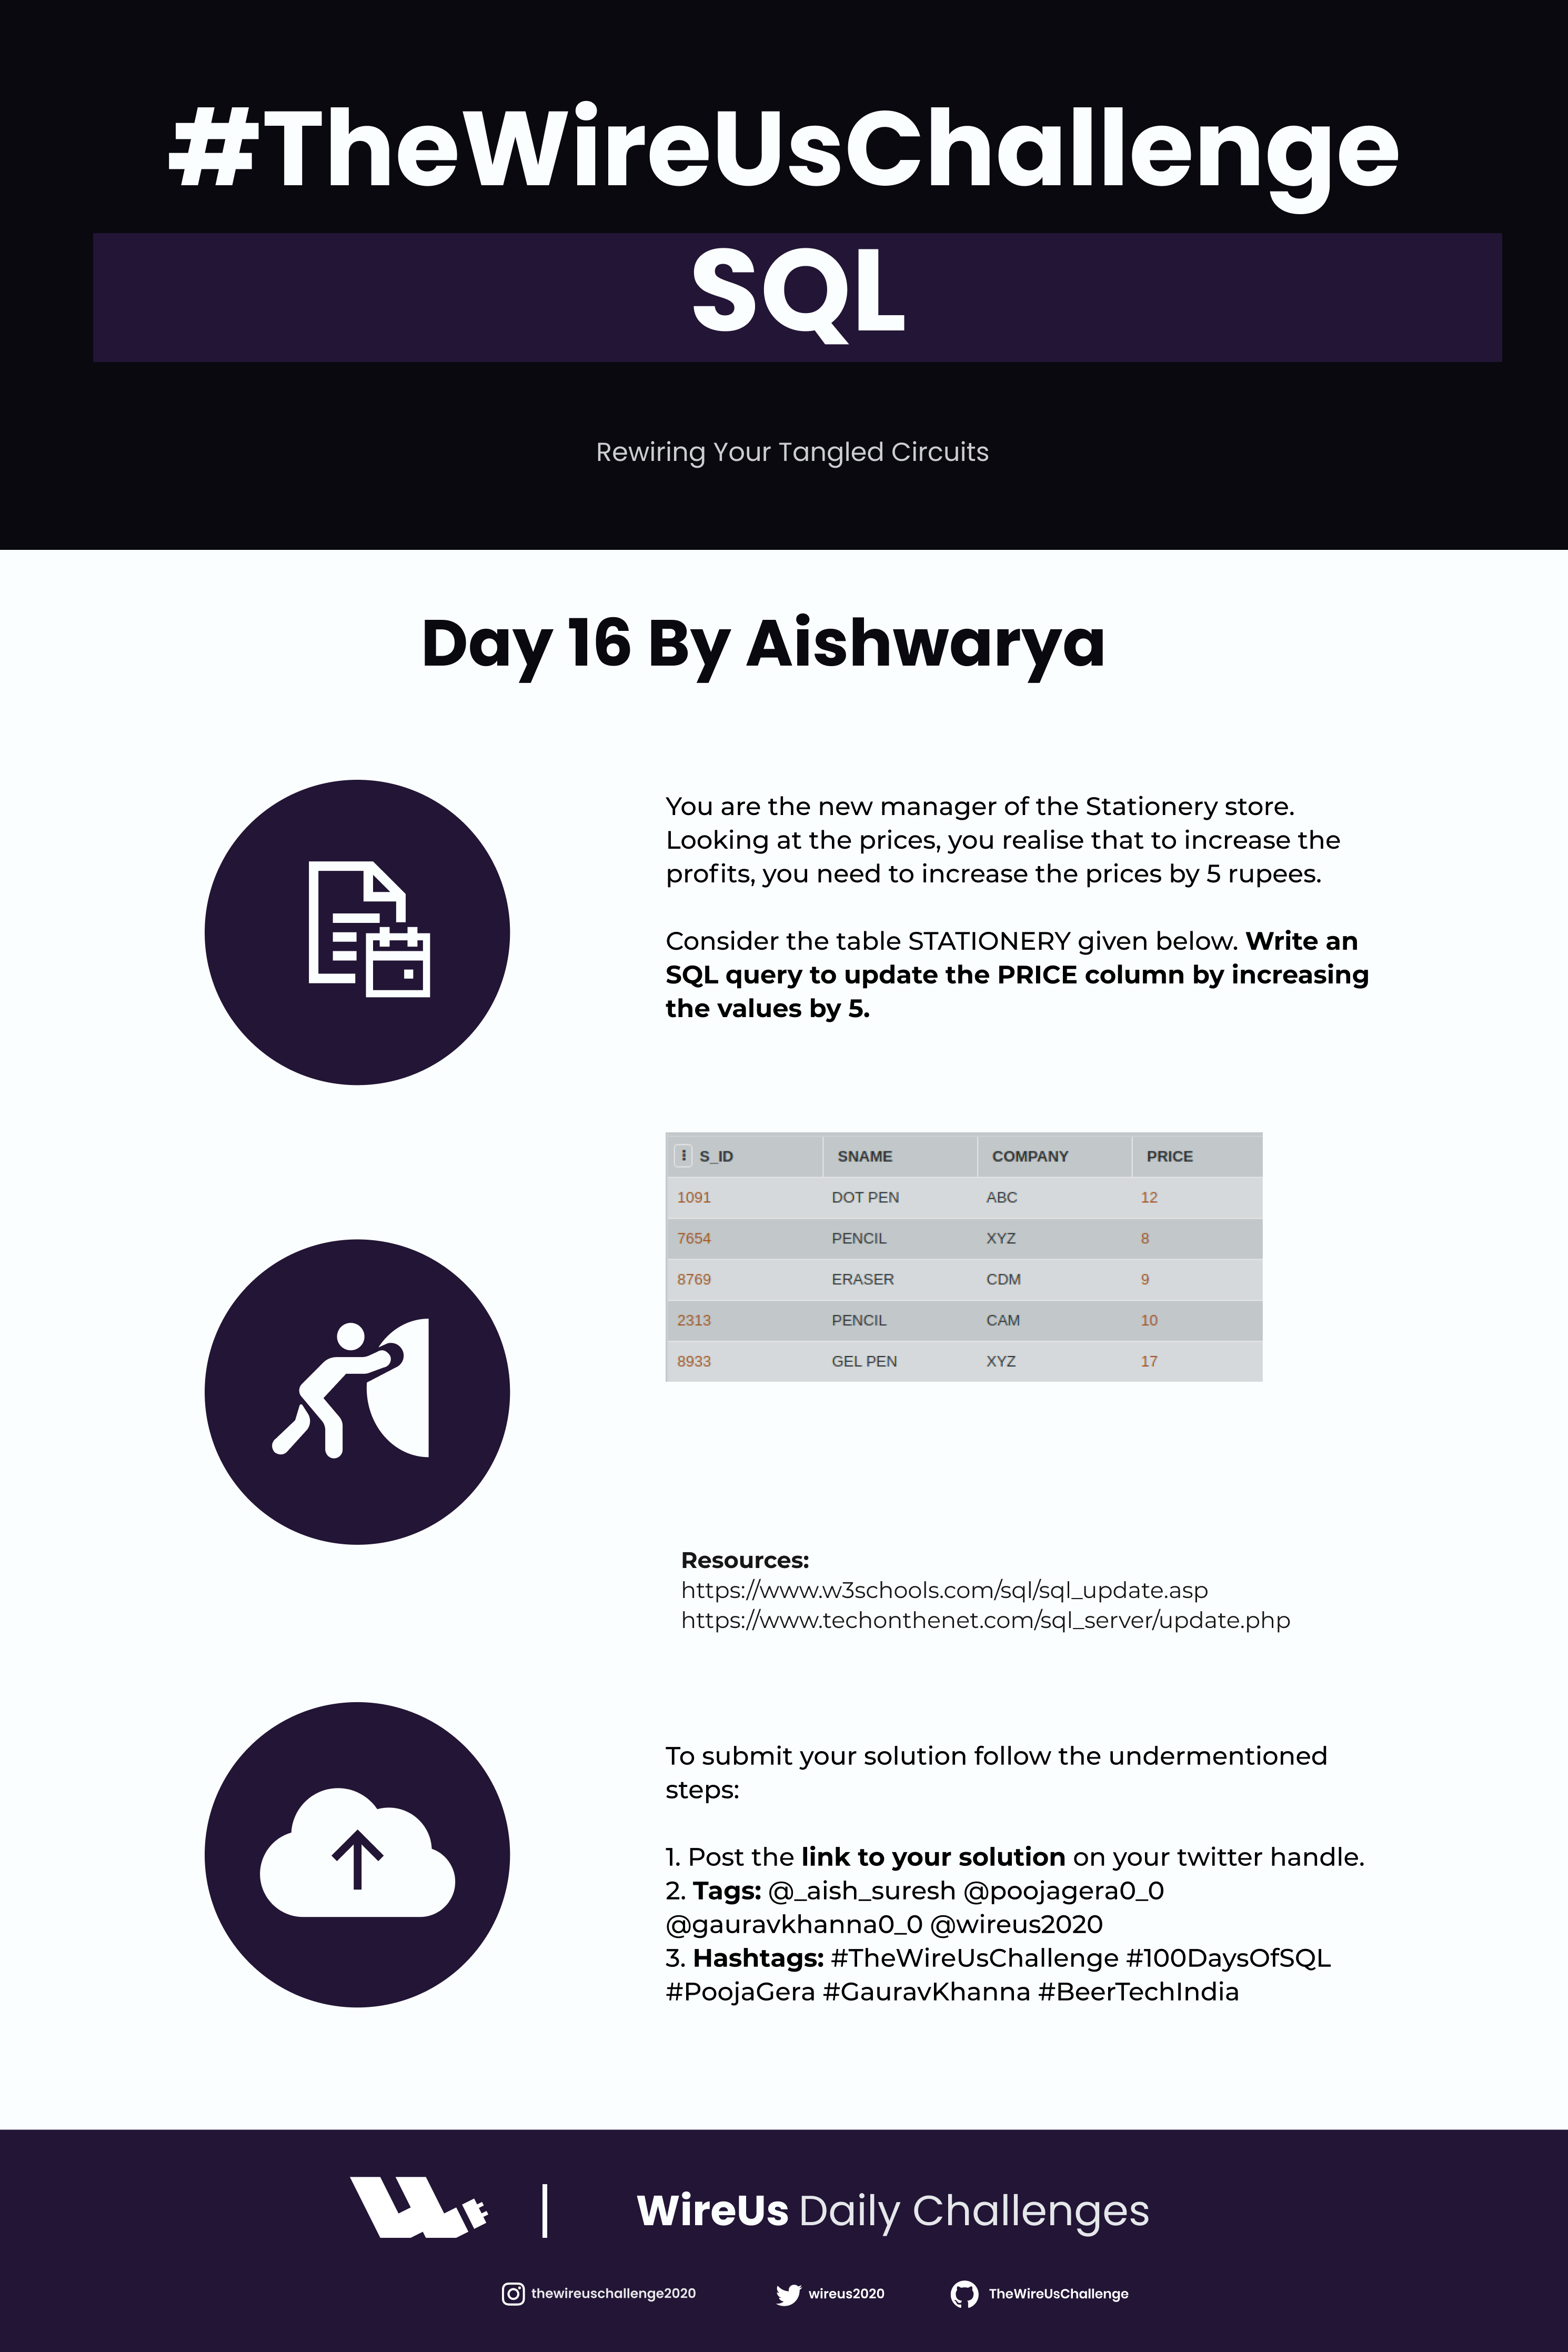 #TheWireUsChallenge
SQL
Rewiring Your Tangled Circuits
Day 16 By Aishwarya
You are the new manager of the Stationery store.
Looking at the prices, you realise that to increase the
profits, you need to increase the prices by 5 rupees.
Consider the table STATIONERY given below. Write an
SQL query to update the PRICE column by increasing
the values by 5.
S_ID SNAME COMPANY PRICE
1091 DOT PEN ABC 12
7654 PENCIL XYZ 8
8769 ERASER CDM 9
2313 PENCIL CAM 10
8933 GEL PEN XYZ 17
Resources:
https://www.w3schools.com/sql/sql_update.asp
https://www.techonthenet.com/sql_server/update.php
To submit your solution follow the undermentioned
steps:
1. Post the link to your solution on your twitter handle.
2. Tags: @_aish_suresh @poojagera0_0
@gauravkhanna0_0 @wireus2020
3. Hashtags: #TheWireUsChallenge #100DaysOfSQL
#PoojaGera #GauravKhanna #BeerTechIndia
WireUs Daily Challenges
thewireuschallenge2020 wireus2020 TheWireUsChallenge